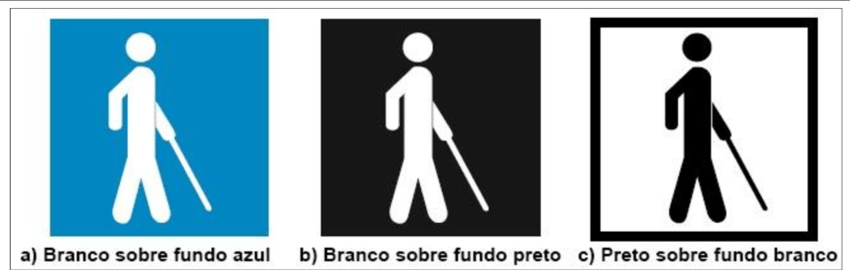 a) Branco sobre fundo azul
b) Branco sobre fundo preto
c) Preto sobre fundo branco